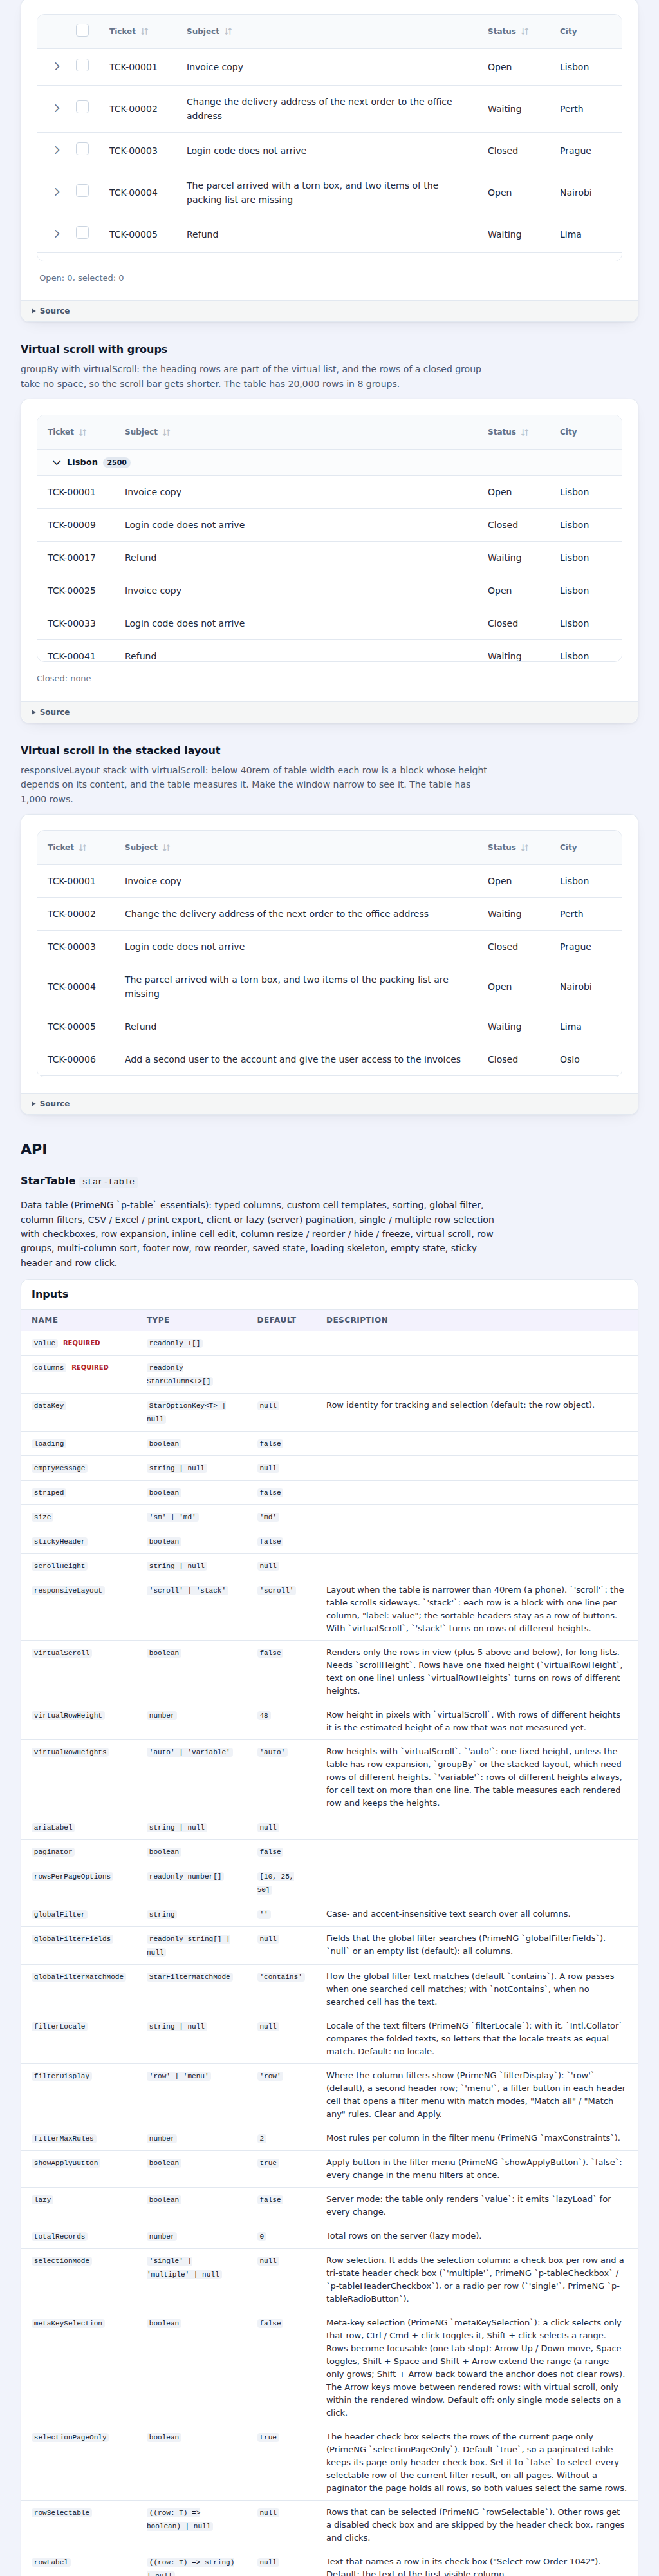 Ticket Subject Status City
TCK-00001 Invoice copy Open Lisbon
TCK-00002 Change the delivery address of the next order to the office address Waiting Perth
TCK-00003 Login code does not arrive Closed Prague
TCK-00004 The parcel arrived with a torn box, and two items of the packing list are missing Open Nairobi
TCK-00005 Refund Waiting Lima
Open: 0, selected: 0
Source
Virtual scroll with groups
groupBy with virtualScroll: the heading rows are part of the virtual list, and the rows of a closed group
take no space, so the scroll bar gets shorter. The table has 20,000 rows in 8 groups.
Ticket Subject Status City
Lisbon 2500
TCK-00001 Invoice copy Open Lisbon
TCK-00009 Login code does not arrive Closed Lisbon
TCK-00017 Refund Waiting Lisbon
TCK-00025 Invoice copy Open Lisbon
TCK-00033 Login code does not arrive Closed Lisbon
TCK-00041 Refund Waiting Lisbon
Closed: none
Source
Virtual scroll in the stacked layout
responsiveLayout stack with virtualScroll: below 40rem of table width each row is a block whose height
depends on its content, and the table measures it. Make the window narrow to see it. The table has
1,000 rows.
Ticket Subject Status City
TCK-00001 Invoice copy Open Lisbon
TCK-00002 Change the delivery address of the next order to the office address Waiting Perth
TCK-00003 Login code does not arrive Closed Prague
TCK-00004 The parcel arrived with a torn box, and two items of the packing list are missing Open Nairobi
TCK-00005 Refund Waiting Lima
TCK-00006 Add a second user to the account and give the user access to the invoices Closed Oslo
Source
API
StarTable star-table
Data table (PrimeNG `p-table` essentials): typed columns, custom cell templates, sorting, global filter,
column filters, CSV / Excel / print export, client or lazy (server) pagination, single / multiple row selection
with checkboxes, row expansion, inline cell edit, column resize / reorder / hide / freeze, virtual scroll, row
groups, multi-column sort, footer row, row reorder, saved state, loading skeleton, empty state, sticky
header and row click.
Inputs
NAME TYPE DEFAULT DESCRIPTION
value REQUIRED readonly T[]
columns REQUIRED readonly StarColumn<T>[]
dataKey StarOptionKey<T> | null null Row identity for tracking and selection (default: the row object).
loading boolean false
emptyMessage string | null null
striped boolean false
size 'sm' | 'md' 'md'
stickyHeader boolean false
scrollHeight string | null null
responsiveLayout 'scroll' | 'stack' 'scroll' Layout when the table is narrower than 40rem (a phone). `'scroll'`: the
table scrolls sideways. `'stack'`: each row is a block with one line per
column, "label: value"; the sortable headers stay as a row of buttons.
With `virtualScroll`, `'stack'` turns on rows of different heights.
virtualScroll boolean false Renders only the rows in view (plus 5 above and below), for long lists.
Needs `scrollHeight`. Rows have one fixed height (`virtualRowHeight`,
text on one line) unless `virtualRowHeights` turns on rows of different
heights.
virtualRowHeight number 48 Row height in pixels with `virtualScroll`. With rows of different heights
it is the estimated height of a row that was not measured yet.
virtualRowHeights 'auto' | 'variable' 'auto' Row heights with `virtualScroll`. `'auto'`: one fixed height, unless the
table has row expansion, `groupBy` or the stacked layout, which need
rows of different heights. `'variable'`: rows of different heights always,
for cell text on more than one line. The table measures each rendered
row and keeps the heights.
ariaLabel string | null null
paginator boolean false
rowsPerPageOptions readonly number[] [10, 25, 50]
globalFilter string '' Case- and accent-insensitive text search over all columns.
globalFilterFields readonly string[] | null null Fields that the global filter searches (PrimeNG `globalFilterFields`).
`null` or an empty list (default): all columns.
globalFilterMatchMode StarFilterMatchMode 'contains' How the global filter text matches (default `contains`). A row passes
when one searched cell matches; with `notContains`, when no
searched cell has the text.
filterLocale string | null null Locale of the text filters (PrimeNG `filterLocale`): with it, `Intl.Collator`
compares the folded texts, so letters that the locale treats as equal
match. Default: no locale.
filterDisplay 'row' | 'menu' 'row' Where the column filters show (PrimeNG `filterDisplay`): `'row'`
(default), a second header row; `'menu'`, a filter button in each header
cell that opens a filter menu with match modes, "Match all" / "Match
any" rules, Clear and Apply.
filterMaxRules number 2 Most rules per column in the filter menu (PrimeNG `maxConstraints`).
showApplyButton boolean true Apply button in the filter menu (PrimeNG `showApplyButton`). `false`:
every change in the menu filters at once.
lazy boolean false Server mode: the table only renders `value`; it emits `lazyLoad` for
every change.
totalRecords number 0 Total rows on the server (lazy mode).
selectionMode 'single' | 'multiple' | null null Row selection. It adds the selection column: a check box per row and a
tri-state header check box (`'multiple'`, PrimeNG `p-tableCheckbox` /
`p-tableHeaderCheckbox`), or a radio per row (`'single'`, PrimeNG `p-
tableRadioButton`).
metaKeySelection boolean false Meta-key selection (PrimeNG `metaKeySelection`): a click selects only
that row, Ctrl / Cmd + click toggles it, Shift + click selects a range.
Rows become focusable (one tab stop): Arrow Up / Down move, Space
toggles, Shift + Space and Shift + Arrow extend the range (a range
only grows; Shift + Arrow back toward the anchor does not clear rows).
The Arrow keys move between rendered rows: with virtual scroll, only
within the rendered window. Default off: only single mode selects on a
click.
selectionPageOnly boolean true The header check box selects the rows of the current page only
(PrimeNG `selectionPageOnly`). Default `true`, so a paginated table
keeps its page-only header check box. Set it to `false` to select every
selectable row of the current filter result, on all pages. Without a
paginator the page holds all rows, so both values select the same rows.
rowSelectable ((row: T) => boolean) | null null Rows that can be selected (PrimeNG `rowSelectable`). Other rows get
a disabled check box and are skipped by the header check box, ranges
and clicks.
rowLabel ((row: T) => string) | null null Text that names a row in its check box ("Select row Order 1042").
Default: the text of the first visible column.